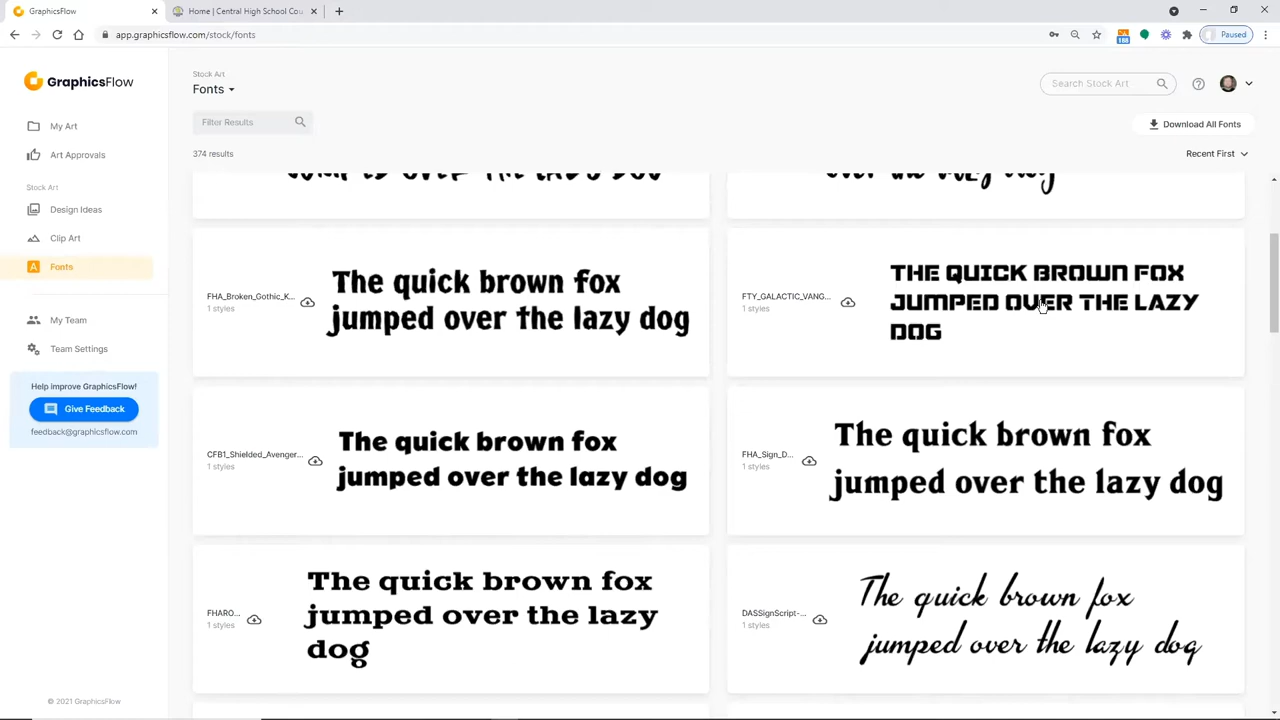 GraphicsFlow
Home | Central High School Cou
app.graphicsflow.com/stock/fonts
188
Paused
GraphicsFlow
Stock Art
Fonts
Search Stock Art
My Art
Filter Results
Download All Fonts
Art Approvals
374 results
Recent First
Stock Art
Design Ideas
Clip Art
Fonts
My Team
Team Settings
Help improve GraphicsFlow!
Give Feedback
feedback@graphicsflow.com
over the lazy dog
FHA_Broken_Gothic_K...
1 styles
The quick brown fox
jumped over the lazy dog
FTY_GALACTIC_VANG...
1 styles
THE QUICK BROWN FOX
JUMPED OVER THE LAZY
DOG
CFB1_Shielded_Avenger...
1 styles
The quick brown fox
jumped over the lazy dog
FHA_Sign_D...
1 styles
The quick brown fox
jumped over the lazy dog
FHARO...
1 styles
The quick brown fox
jumped over the lazy
dog
DASSignScript-...
1 styles
The quick brown fox
jumped over the lazy dog
© 2021 GraphicsFlow